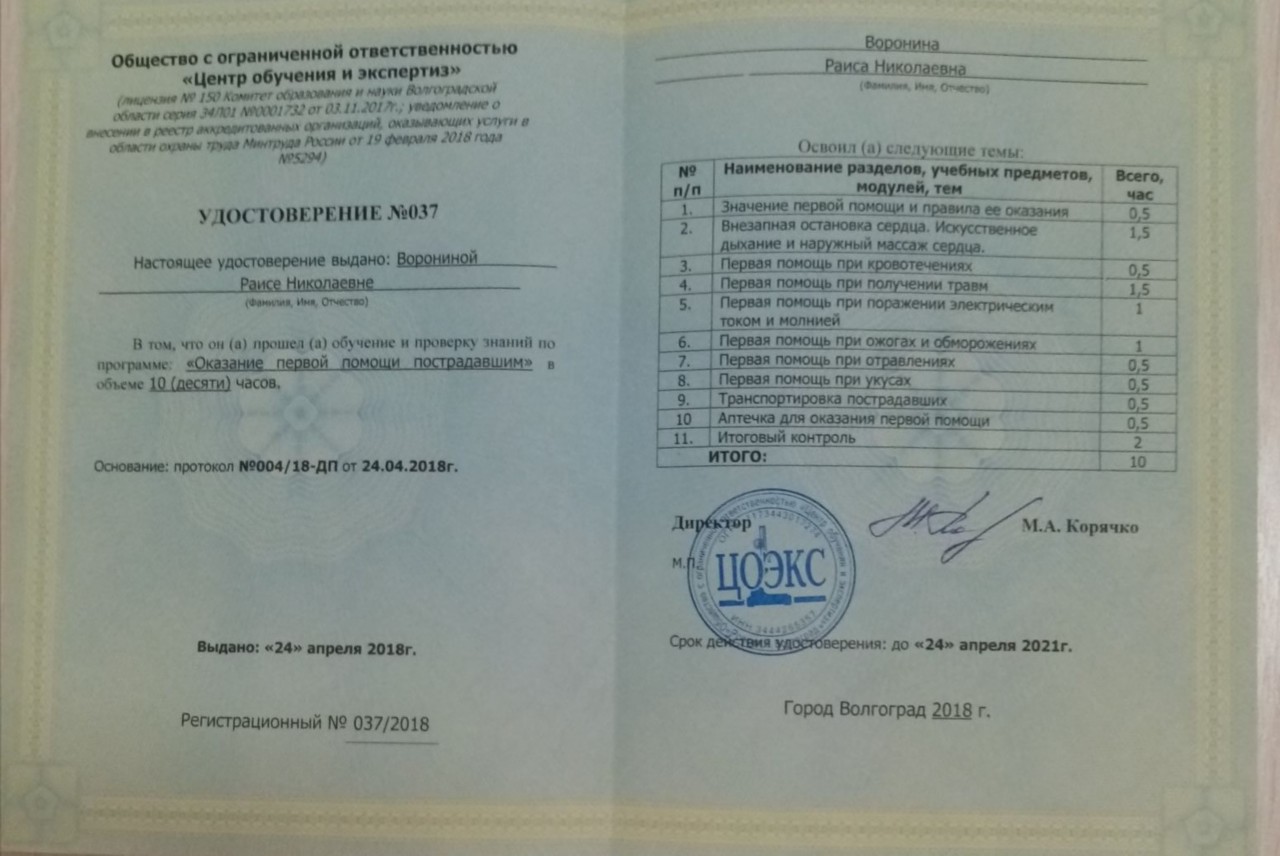 Общество с ограниченной ответственностью
«Центр обучения и экспертиз»
(лицензия № 150 Комитет образования и науки Волгоградской
области серия 34Л01 №0001732 от 03.11.2017г.; уведомление о
внесении в реестр аккредитованных организаций, оказывающих услуги в
области охраны труда Минтруда России от 19 февраля 2018 года
№5294)
УДОСТОВЕРЕНИЕ №037
Настоящее удостоверение выдано: Ворониной
Раисе Николаевне
(Фамилия, Имя, Отчество)
В том, что он (а) прошел (а) обучение и проверку знаний по
программе: «Оказание первой помощи пострадавшим» в
объеме 10 (десяти) часов.
Основание: протокол №004/18-ДП от 24.04.2018г.
Выдано: «24» апреля 2018г.
Регистрационный № 037/2018
Воронина
Раиса Николаевна
(Фамилия, Имя, Отчество)
Освоил (а) следующие темы:
№ Наименование разделов, учебных предметов, Всего,
п/п модулей, тем час
1. Значение первой помощи и правила ее оказания 0,5
2. Внезапная остановка сердца. Искусственное 1,5
дыхание и наружный массаж сердца.
3. Первая помощь при кровотечениях 0,5
4. Первая помощь при получении травм 1,5
5. Первая помощь при поражении электрическим 1
током и молнией
6. Первая помощь при ожогах и обморожениях 1
7. Первая помощь при отравлениях 0,5
8. Первая помощь при укусах 0,5
9. Транспортировка пострадавших 0,5
10 Аптечка для оказания первой помощи 0,5
11. Итоговый контроль 2
ИТОГО: 10
Директор М.А. Корячко
М.П.
ЦОЭКС
Срок действия удостоверения: до «24» апреля 2021г.
Город Волгоград 2018 г.